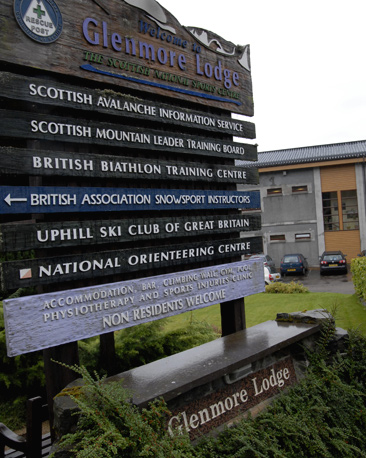 RESCUE
POST
Welcome to
Glenmore Lodge
THE SCOTTISH NATIONAL SPORTS CENTRE
SCOTTISH AVALANCHE INFORMATION SERVICE
SCOTTISH MOUNTAIN LEADER TRAINING BOARD
BRITISH BIATHLON TRAINING CENTRE
BRITISH ASSOCIATION SNOWSPORT INSTRUCTORS
UPHILL SKI CLUB OF GREAT BRITAIN
NATIONAL ORIENTEERING CENTRE
ACCOMMODATION, BAR, CLIMBING WALL, GYM, POOL
PHYSIOTHERAPY AND SPORTS INJURIES CLINIC
NON RESIDENTS WELCOME
Glenmore Lodge